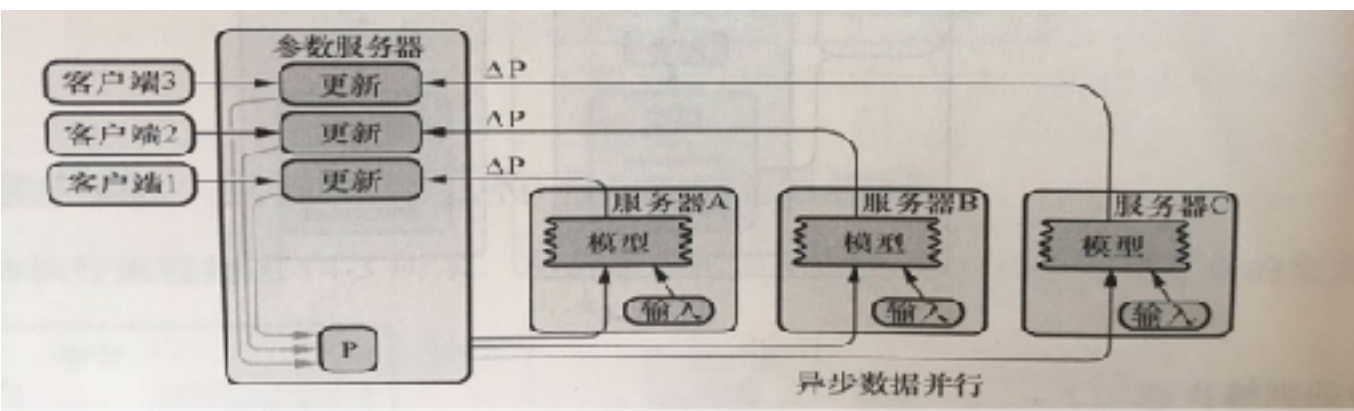 参数服务器
客户端3
更新
ΔP
客户端2
更新
ΔP
客户端1
更新
ΔP
服务器A
服务器B
服务器C
模型
模型
模型
输入
输入
输入
P
异步数据并行